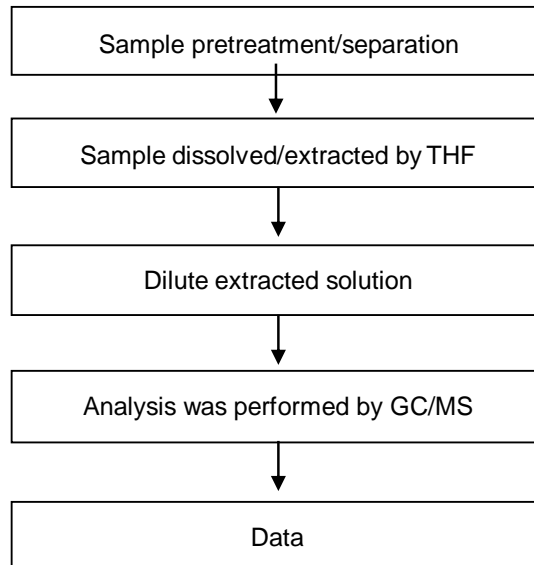 Sample pretreatment/separation
Sample dissolved/extracted by THF
Dilute extracted solution
Analysis was performed by GC/MS
Data